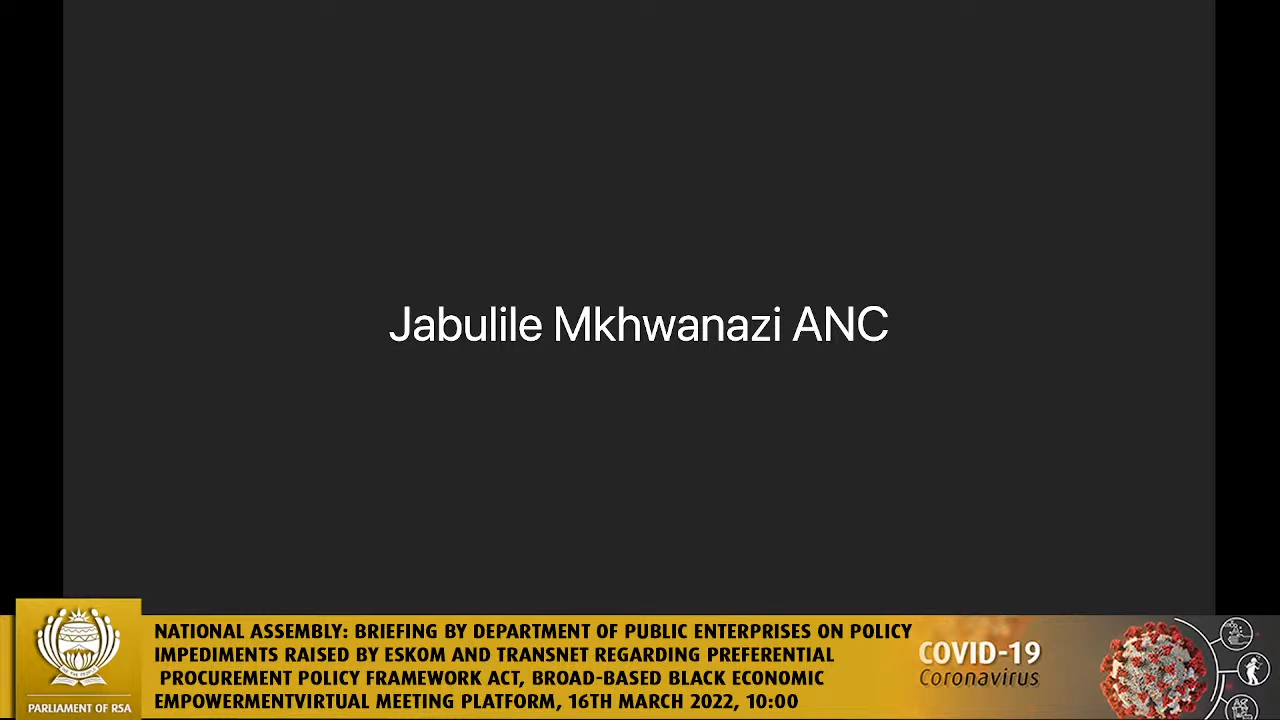 Jabulile Mkhwanazi ANC
NATIONAL ASSEMBLY: BRIEFING BY DEPARTMENT OF PUBLIC ENTERPRISES ON POLICY
IMPEDIMENTS RAISED BY ESKOM AND TRANSNET REGARDING PREFERENTIAL
PROCUREMENT POLICY FRAMEWORK ACT, BROAD-BASED BLACK ECONOMIC
EMPOWERMENTVIRTUAL MEETING PLATFORM, 16TH MARCH 2022, 10:00
PARLIAMENT OF RSA
COVID-19
Coronavirus